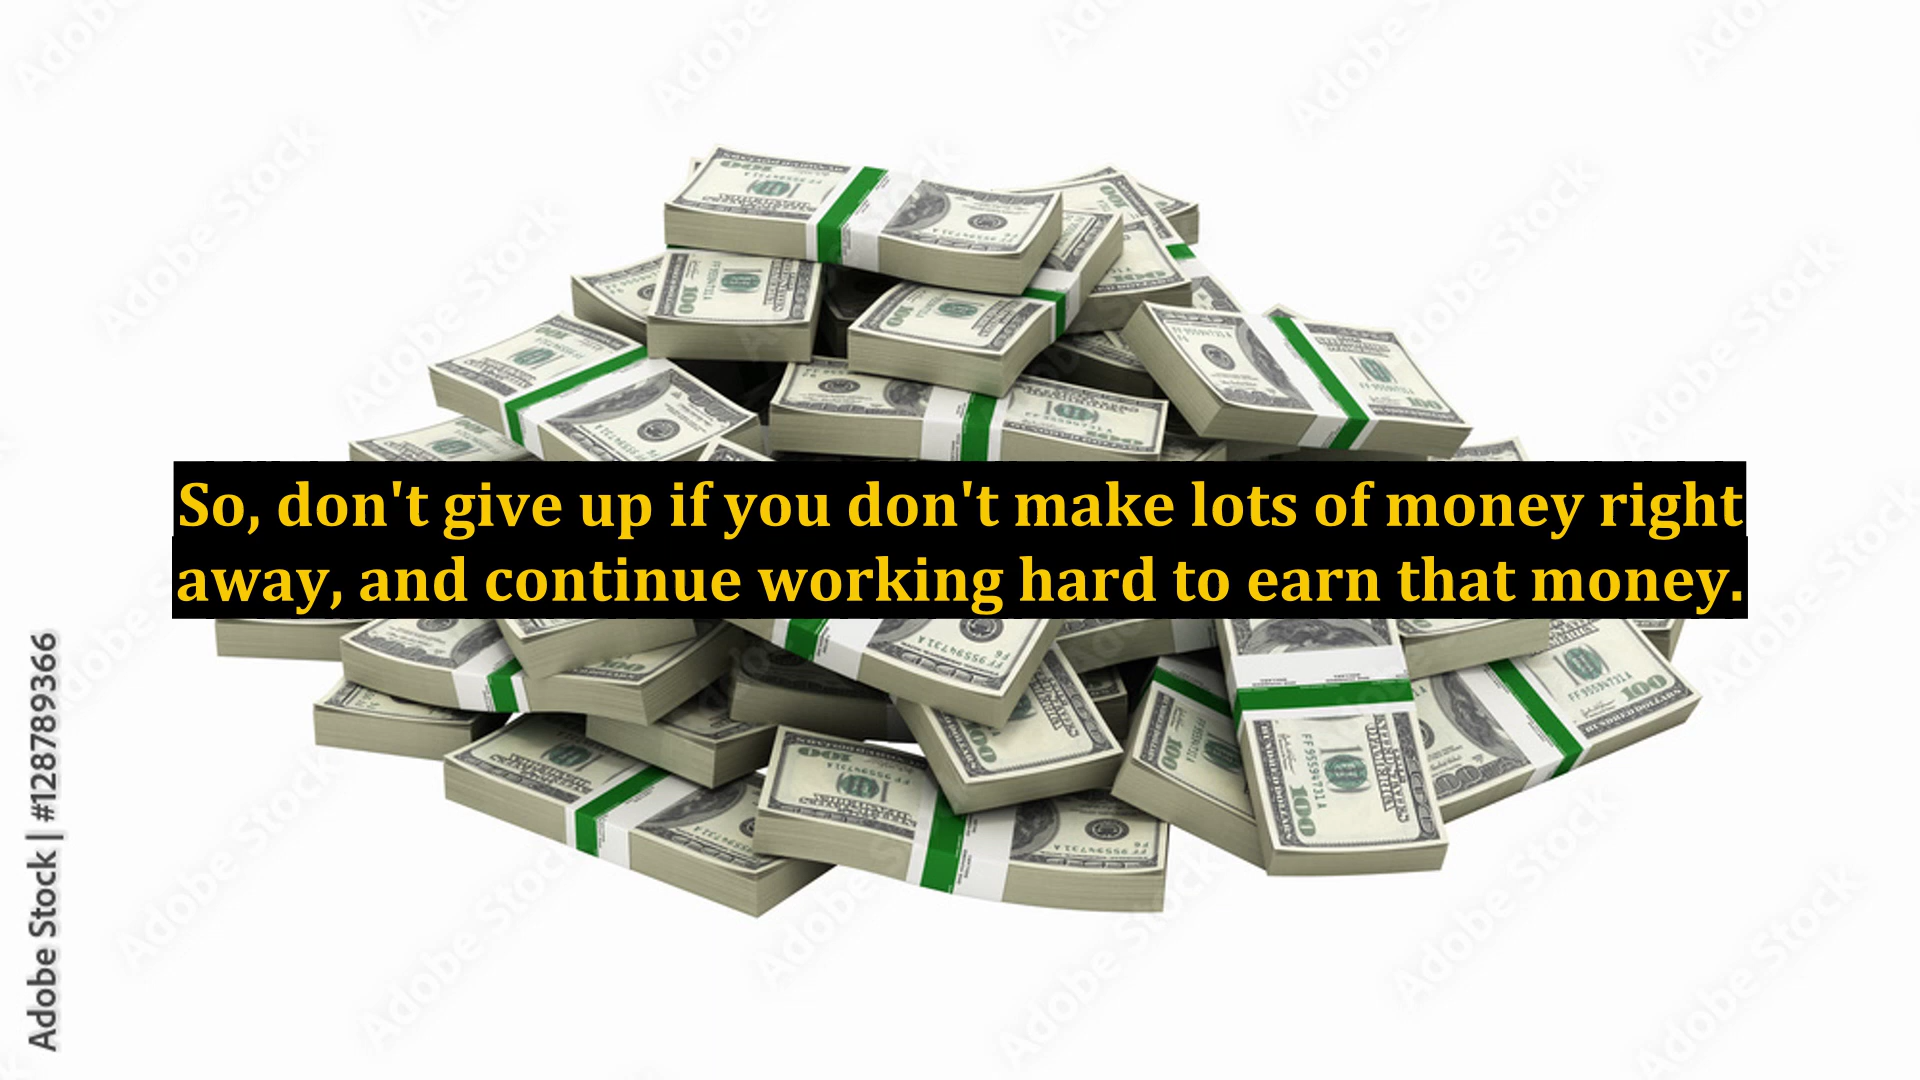 So, don't give up if you don't make lots of money right
away, and continue working hard to earn that money.
Adobe Stock | #128789366